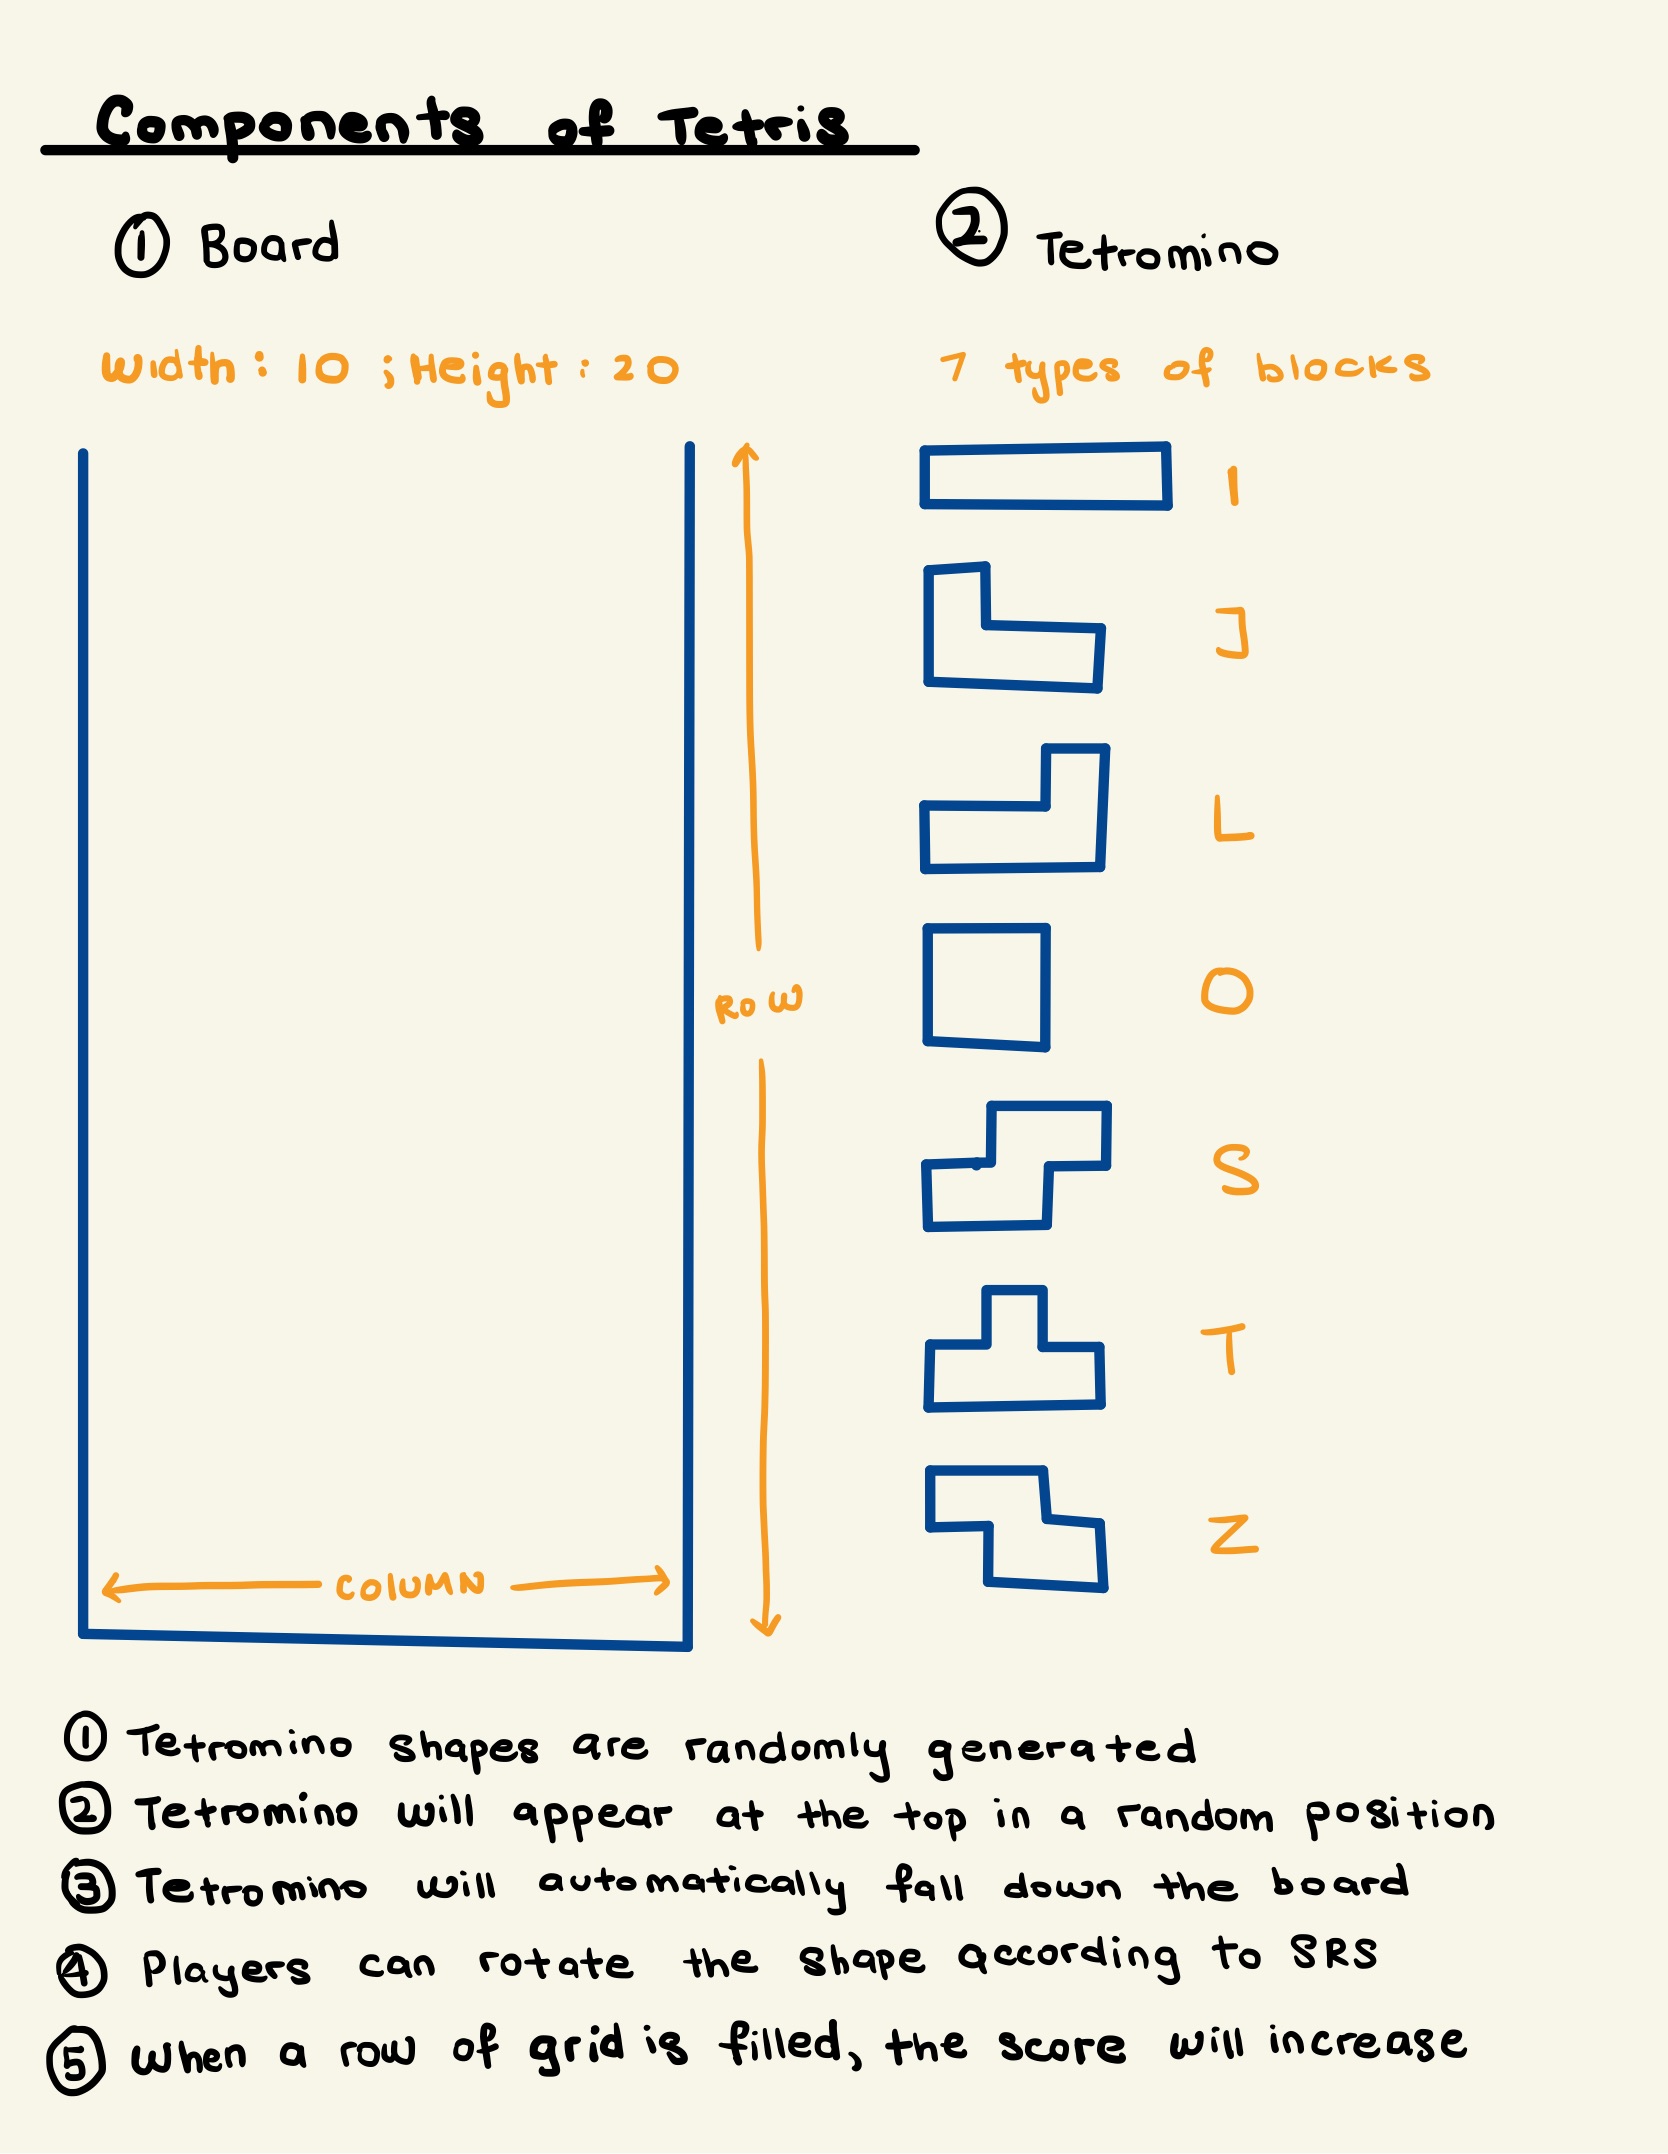 Components of Tetris
① Board
Width: 10 ; Height: 20
ROW
COLUMN
② Tetromino
7 types of blocks
I
J
L
O
S
T
Z
① Tetromino shapes are randomly generated
② Tetromino will appear at the top in a random position
③ Tetromino will automatically fall down the board
④ Players can rotate the shape according to SRS
⑤ When a row of grid is filled, the score will increase